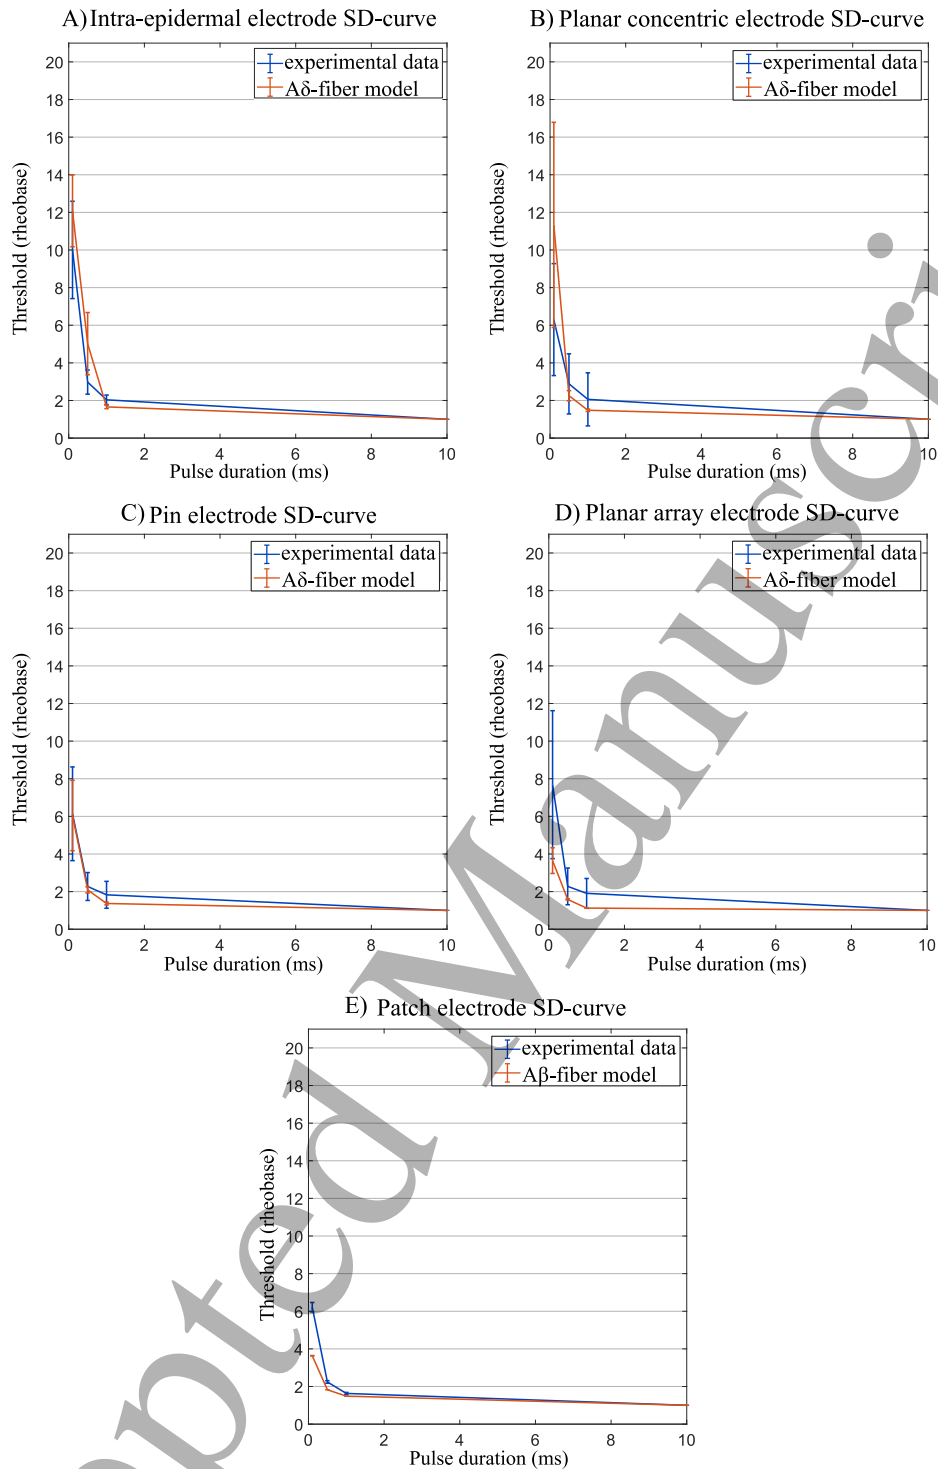 A) Intra-epidermal electrode SD-curve
20
18
16
14
12
10
8
6
4
2
0
Threshold (rheobase)
experimental data
Aδ-fiber model
0 2 4 6 8 10
Pulse duration (ms)
B) Planar concentric electrode SD-curve
20
18
16
14
12
10
8
6
4
2
0
Threshold (rheobase)
experimental data
Aδ-fiber model
0 2 4 6 8 10
Pulse duration (ms)
C) Pin electrode SD-curve
20
18
16
14
12
10
8
6
4
2
0
Threshold (rheobase)
experimental data
Aδ-fiber model
0 2 4 6 8 10
Pulse duration (ms)
D) Planar array electrode SD-curve
20
18
16
14
12
10
8
6
4
2
0
Threshold (rheobase)
experimental data
Aδ-fiber model
0 2 4 6 8 10
Pulse duration (ms)
E) Patch electrode SD-curve
20
18
16
14
12
10
8
6
4
2
0
Threshold (rheobase)
experimental data
Aβ-fiber model
0 2 4 6 8 10
Pulse duration (ms)
pted Manuscri